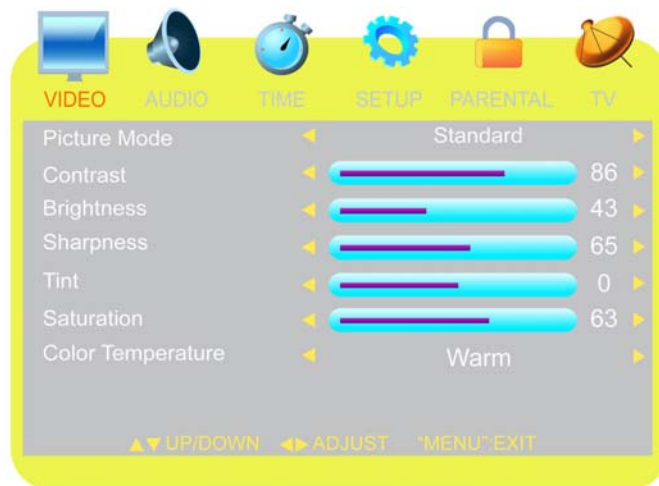 VIDEO AUDIO TIME SETUP PARENTAL TV
Picture Mode Standard
Contrast 86
Brightness 43
Sharpness 65
Tint 0
Saturation 63
Color Temperature Warm
▲▼ UP/DOWN ◀▶ ADJUST "MENU":EXIT